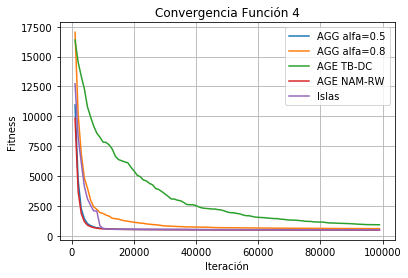 Convergencia Función 4
Fitness
17500
15000
12500
10000
7500
5000
2500
0
0
20000
40000
60000
80000
100000
Iteración
AGG alfa=0.5
AGG alfa=0.8
AGE TB-DC
AGE NAM-RW
Islas